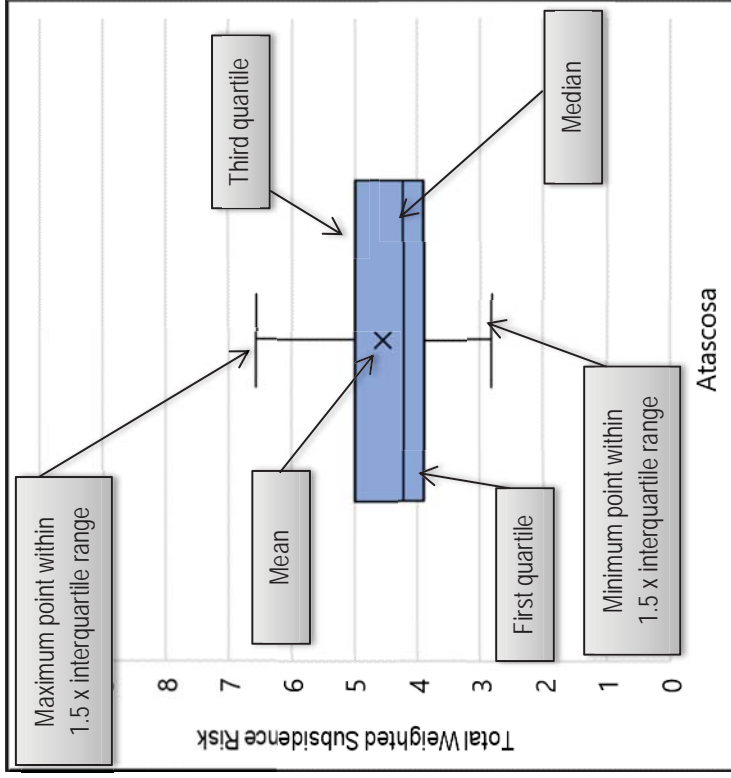 Maximum point within
1.5 x interquartile range
Third quartile
Mean
Median
First quartile
Minimum point within
1.5 x interquartile range
8
7
6
5
4
3
2
1
0
Total Weighted Subsidence Risk
Atascosa